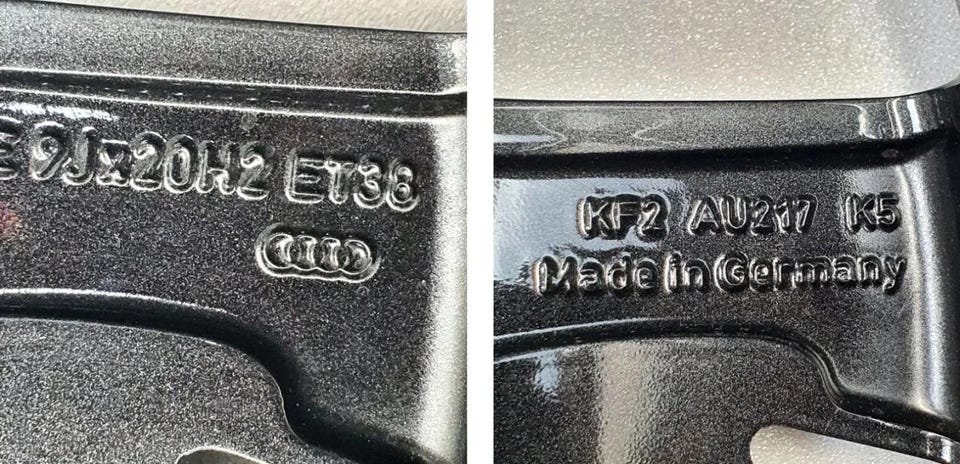 9Jx20H2 ET38
KF2 AU217 K5
Made in Germany